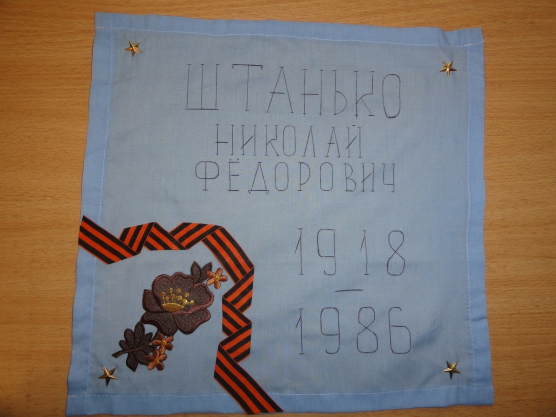 ШТАНЬКО
НИКОЛАЙ
ФЁДОРОВИЧ
1918
—
1986